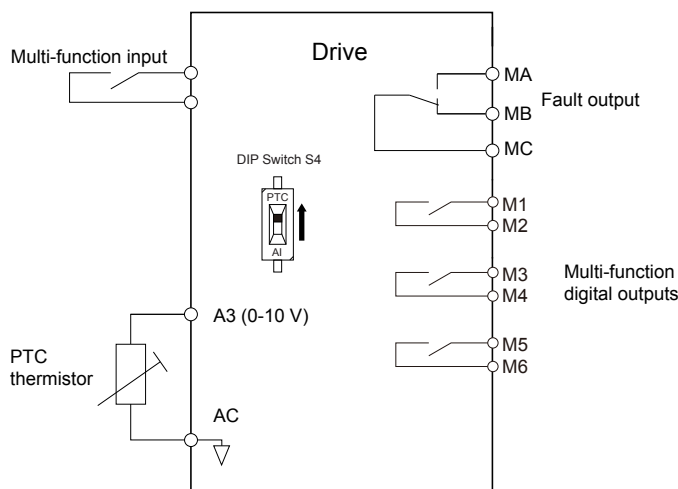 Drive
Multi-function input
MA
Fault output
MB
MC
DIP Switch S4
PTC
AI
M1
M2
M3
Multi-function
digital outputs
M4
A3 (0-10 V)
M5
M6
PTC
thermistor
AC